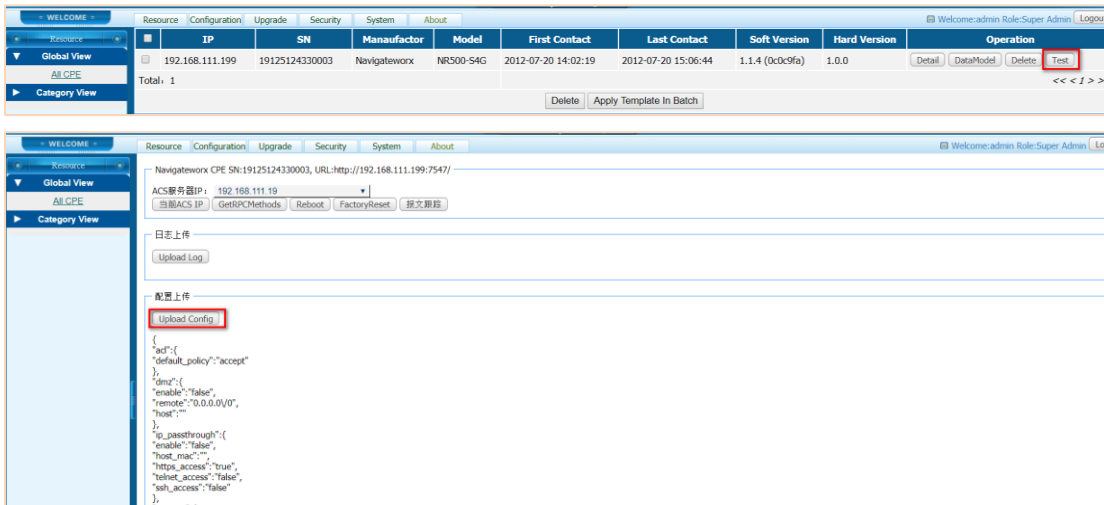 - WELCOME -
Resource Configuration Upgrade Security System About
Welcome:admin Role:Super Admin Logout
Resource
Global View
All CPE
Category View
IP SN Manaufactor Model First Contact Last Contact Soft Version Hard Version Operation
192.168.111.199 19125124330003 Navigateworx NR500-S4G 2012-07-20 14:02:19 2012-07-20 15:06:44 1.1.4 (0c0c9fa) 1.0.0 Detail DataModel Delete Test
Total: 1 << < 1 > >
Delete Apply Template In Batch
- WELCOME -
Resource Configuration Upgrade Security System About
Welcome:admin Role:Super Admin Lo
Resource
Global View
All CPE
Category View
Navigateworx CPE SN:19125124330003, URL:http://192.168.111.199:7547/
ACS服务器IP: 192.168.111.19
当前ACS IP GetRPCMethods Reboot FactoryReset 报文跟踪
日志上传
Upload Log
配置上传
Upload Config
{
"acl":{
"default_policy":"accept"
},
"dmz":{
"enable":"false",
"remote":"0.0.0.0\/0",
"host":""
},
"ip_passthrough":{
"enable":"false",
"host_mac":"",
"https_access":"true",
"telnet_access":"false",
"ssh_access":"false"
},